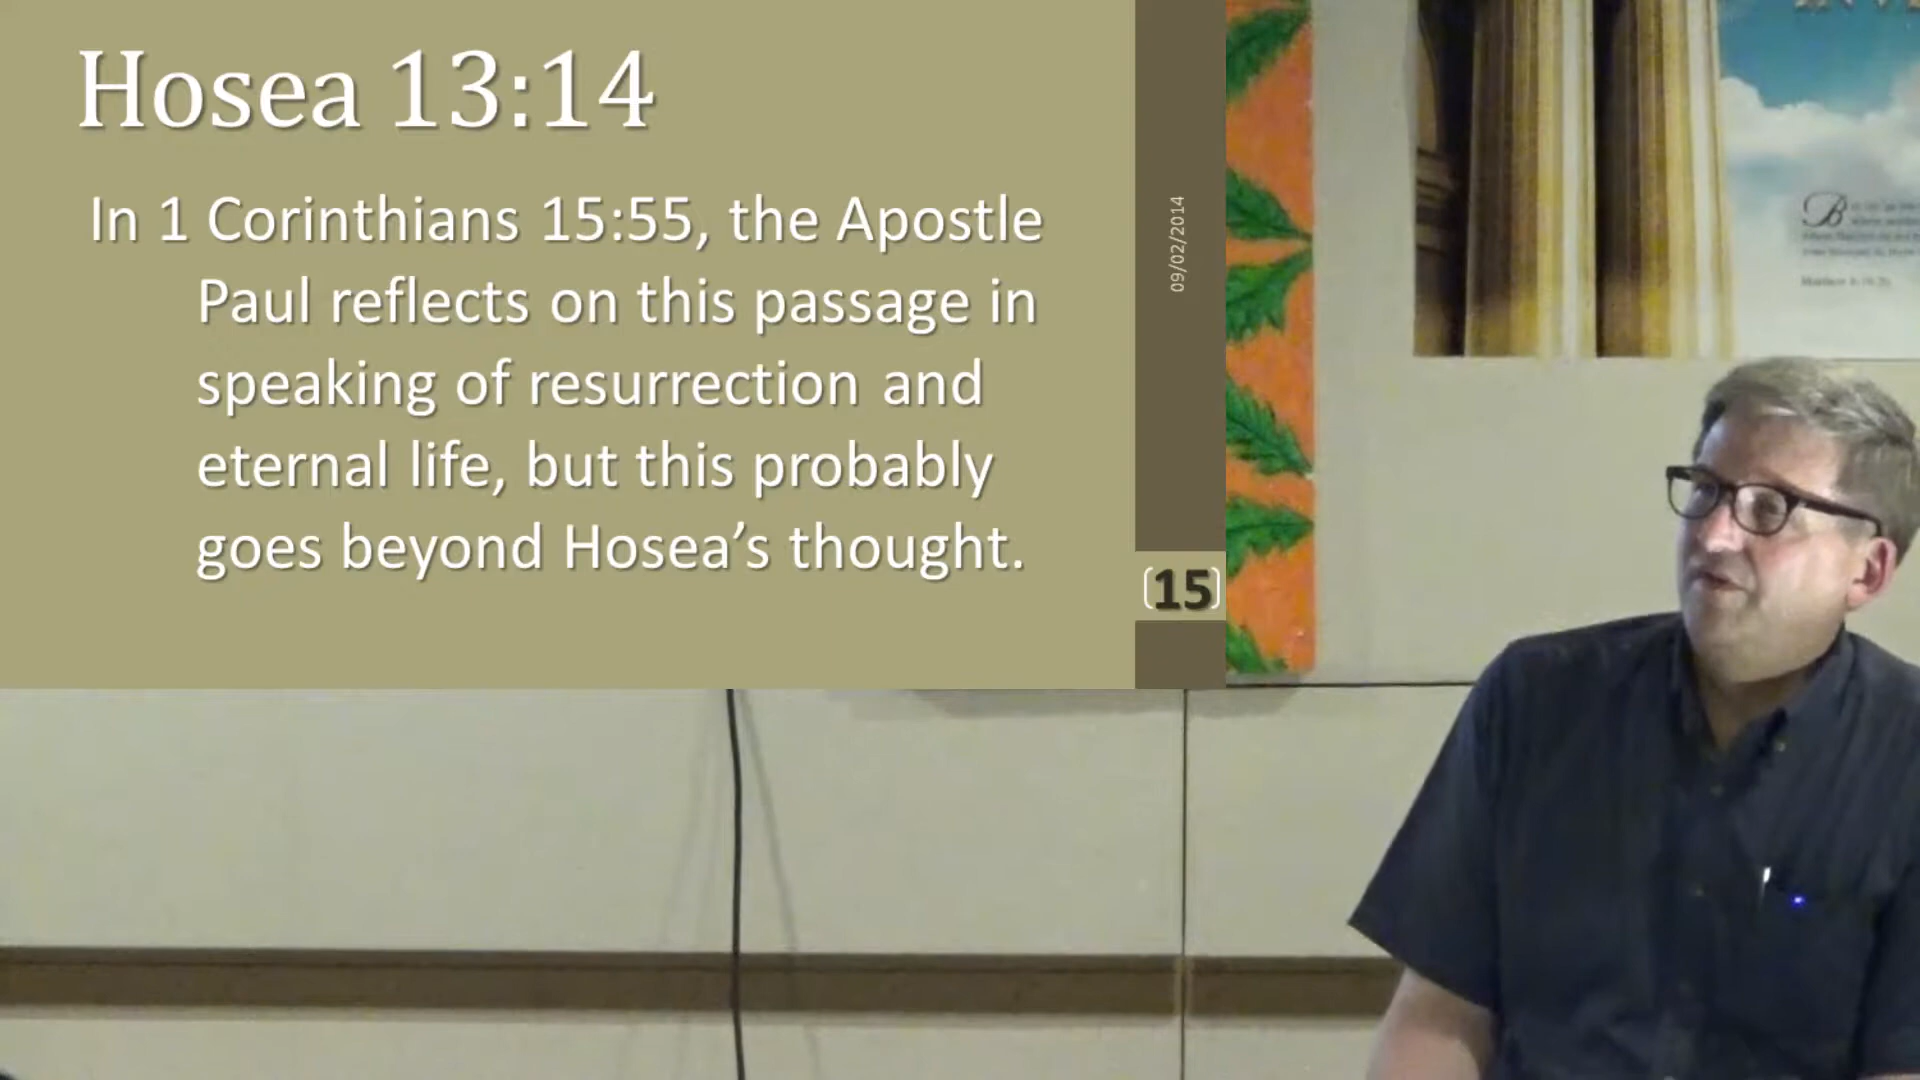 Hosea 13:14
In 1 Corinthians 15:55, the Apostle
Paul reflects on this passage in
speaking of resurrection and
eternal life, but this probably
goes beyond Hosea’s thought.
09/02/2014
15